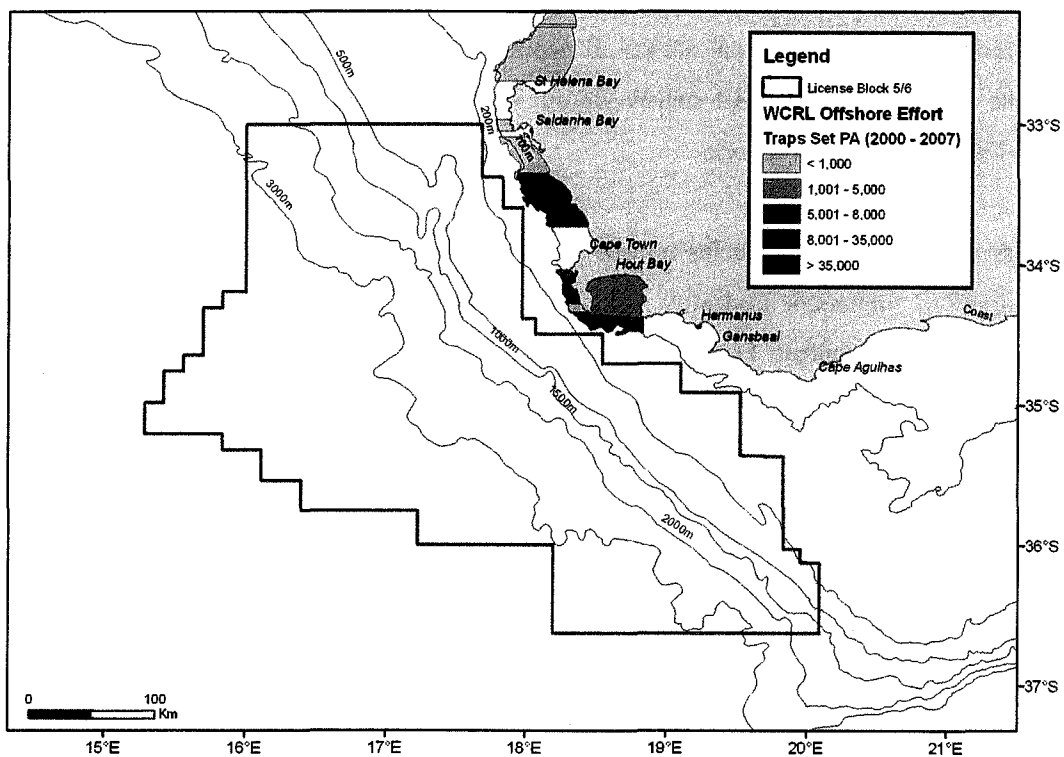 Legend
License Block 5/6
WCRL Offshore Effort
Traps Set PA (2000 - 2007)
< 1,000
1,001 - 5,000
5,001 - 8,000
8,001 - 35,000
> 35,000
500m
St Helena Bay
200m
Saldanha Bay
100m
3000m
Cape Town
Hout Bay
Hermanus
Gansbaai
Coast
Cape Agulhas
1000m
1500m
2000m
33°S
34°S
35°S
36°S
37°S
0 100
Km
15°E 16°E 17°E 18°E 19°E 20°E 21°E